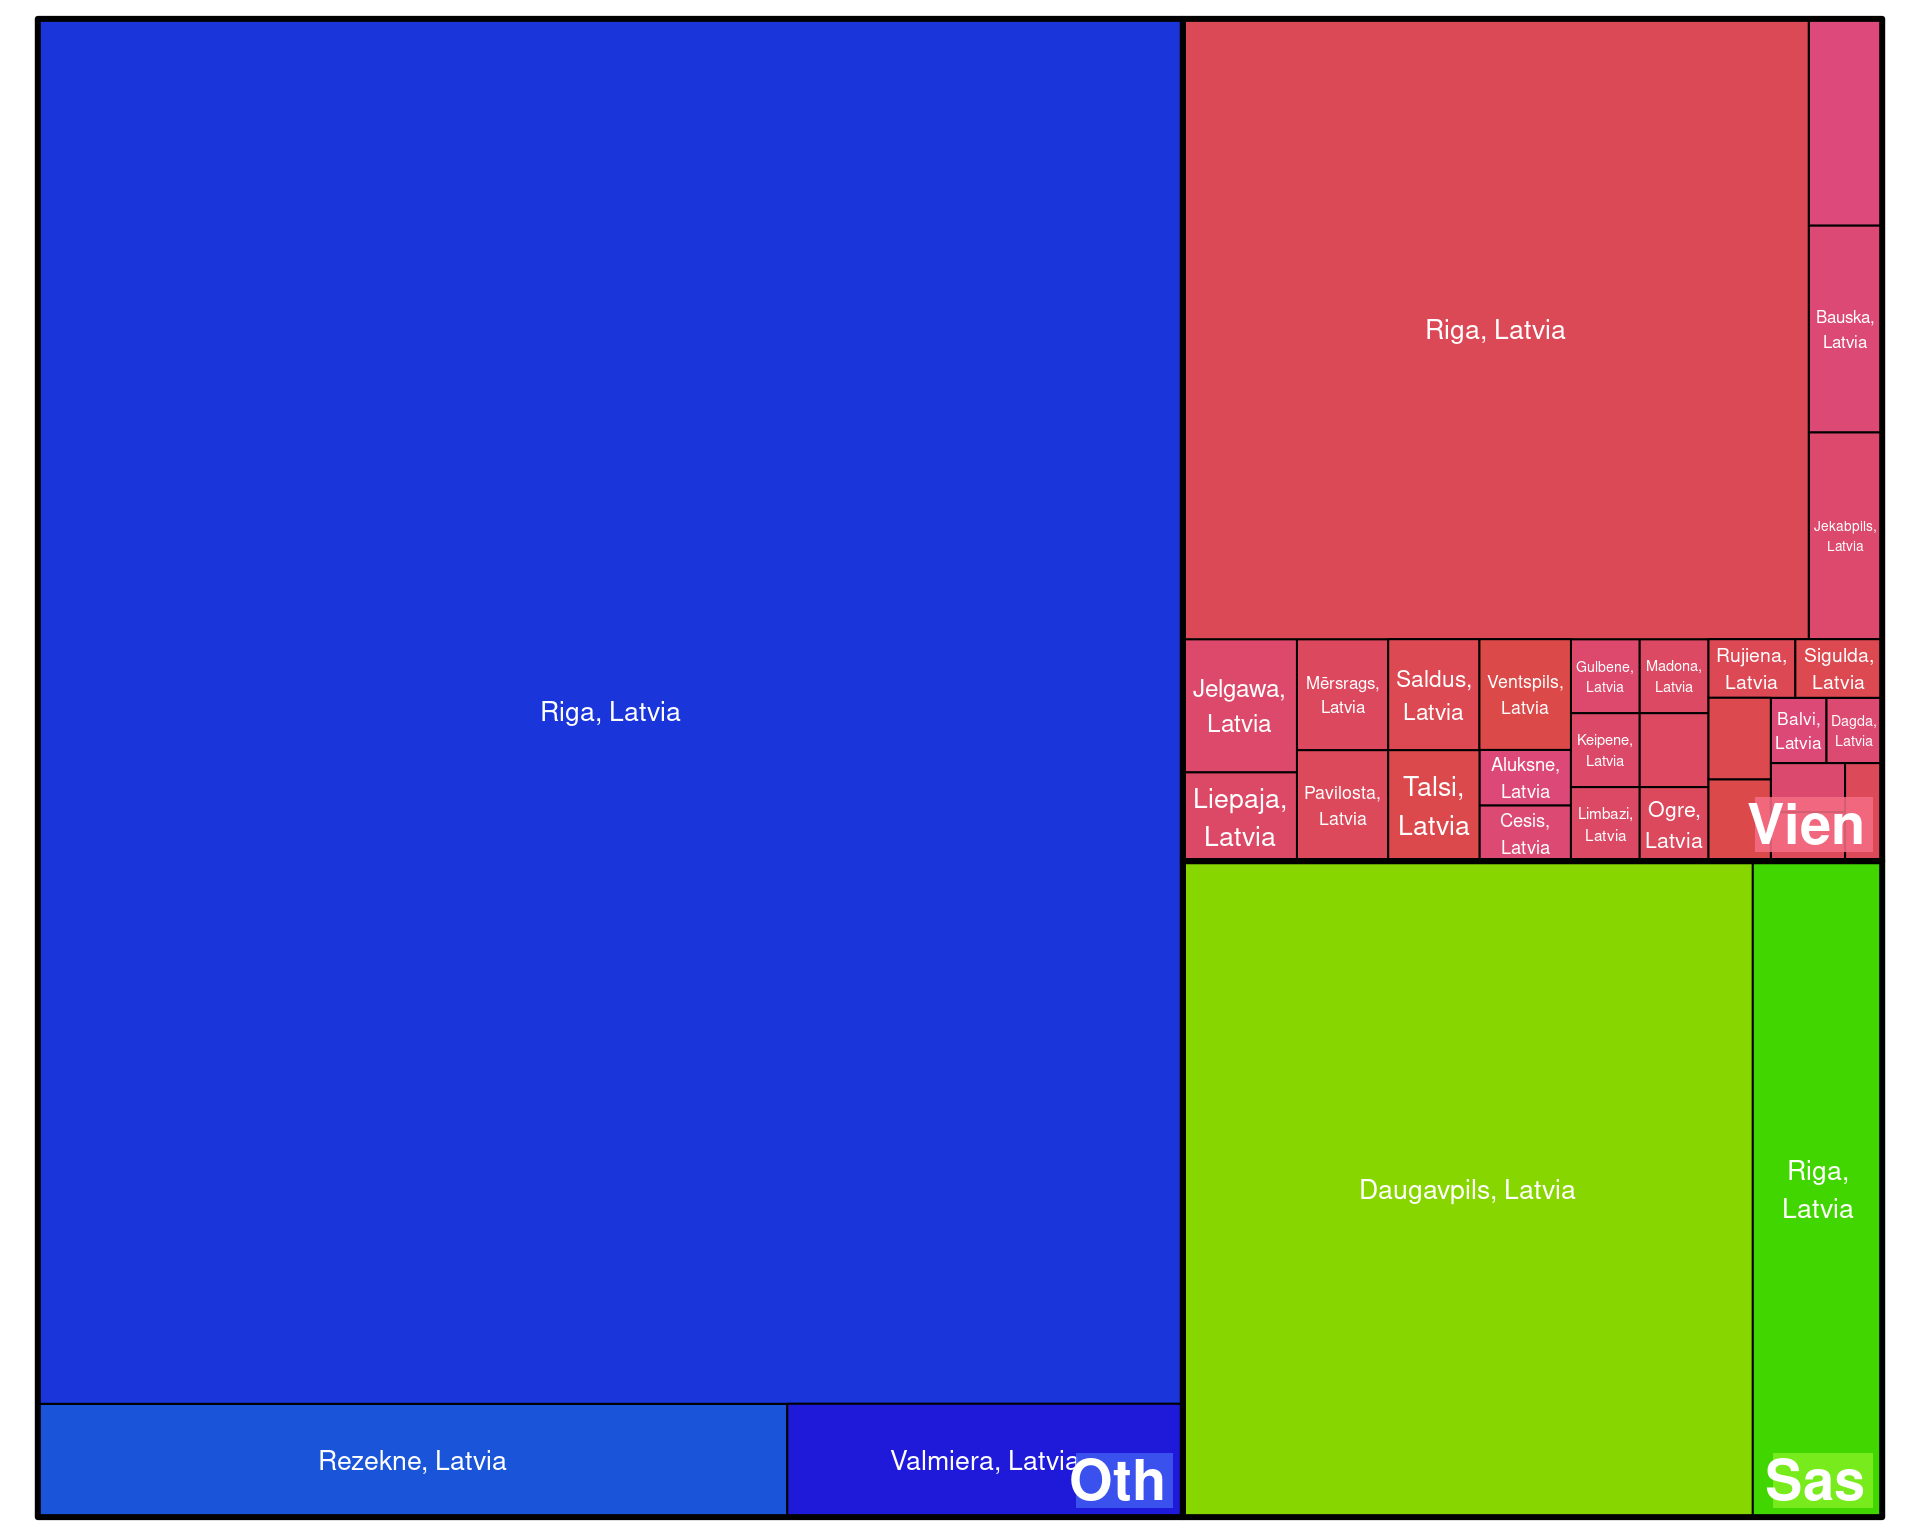 Riga, Latvia
Rezekne, Latvia
Valmiera, Latvia
Oth
Riga, Latvia
Bauska,
Latvia
Jekabpils,
Latvia
Jelgawa,
Latvia
Liepaja,
Latvia
Mērsrags,
Latvia
Pavilosta,
Latvia
Saldus,
Latvia
Talsi,
Latvia
Ventspils,
Latvia
Aluksne,
Latvia
Cesis,
Latvia
Gulbene,
Latvia
Keipene,
Latvia
Limbazi,
Latvia
Madona,
Latvia
Ogre,
Latvia
Rujiena,
Latvia
Sigulda,
Latvia
Balvi,
Latvia
Dagda,
Latvia
Vien
Daugavpils, Latvia
Riga,
Latvia
Sas